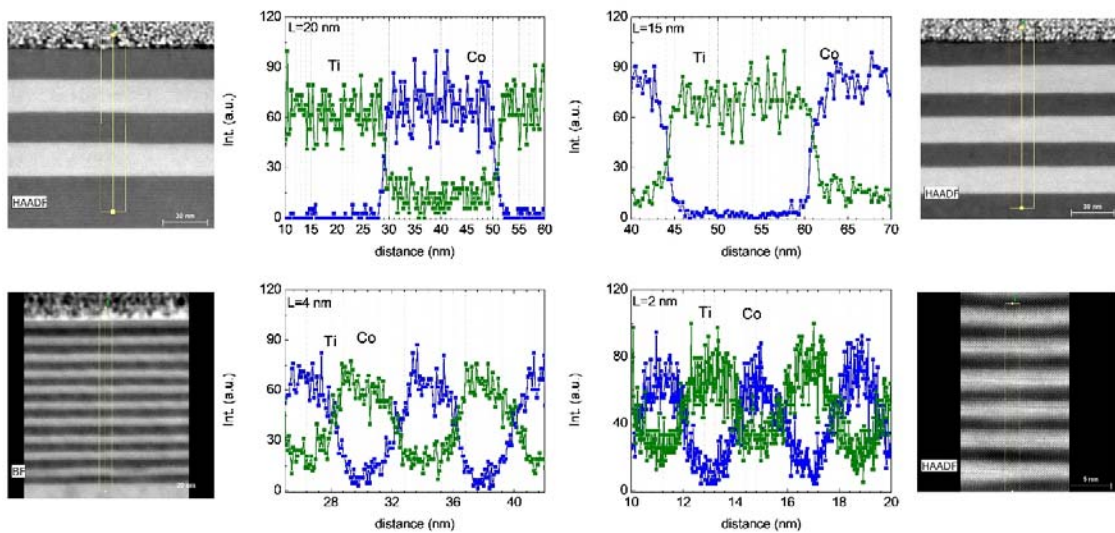 HAADF
30 nm
L=20 nm
Ti
Co
Int. (a.u.)
120
90
60
30
0
10 15 20 25 30 35 40 45 50 55 60
distance (nm)
L=15 nm
Ti
Co
Int. (a.u.)
120
90
60
30
0
40 45 50 55 60 65 70
distance (nm)
HAADF
30 nm
BF
20 nm
L=4 nm
Ti
Co
Int. (a.u.)
120
90
60
30
0
28 32 36 40
distance (nm)
L=2 nm
Ti
Co
Int. (a.u.)
120
80
40
0
10 12 14 16 18 20
distance (nm)
HAADF
5 nm